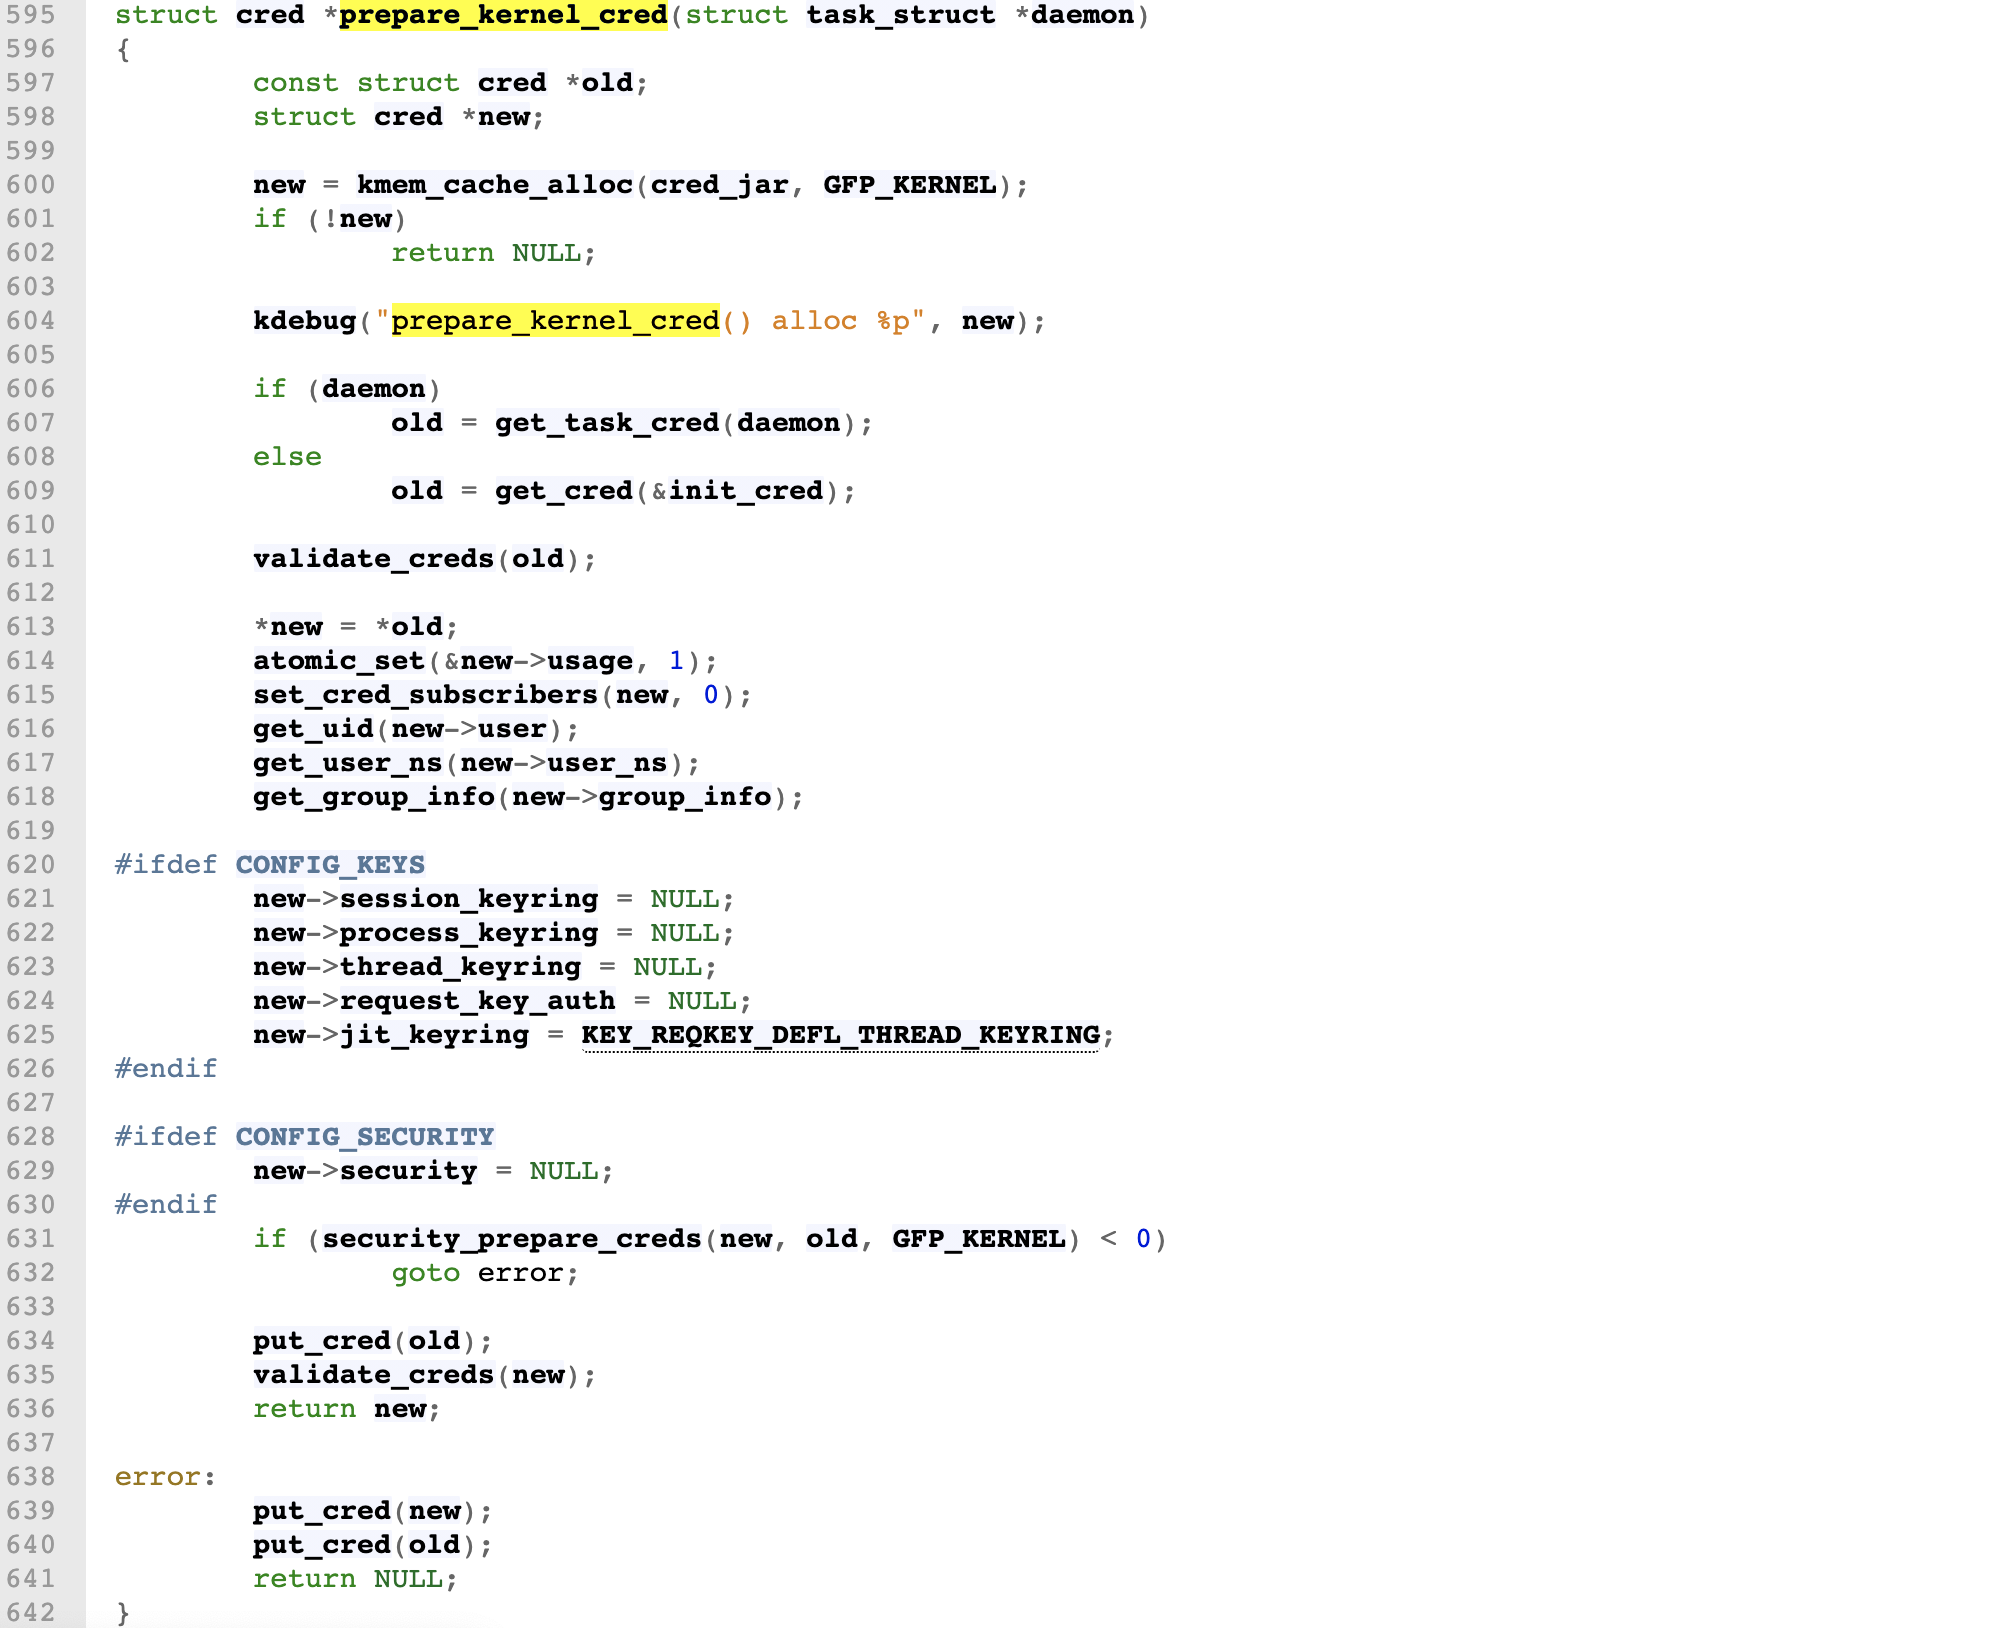 595 struct cred *prepare_kernel_cred(struct task_struct *daemon)
596 {
597         const struct cred *old;
598         struct cred *new;
599
600         new = kmem_cache_alloc(cred_jar, GFP_KERNEL);
601         if (!new)
602                 return NULL;
603
604         kdebug("prepare_kernel_cred() alloc %p", new);
605
606         if (daemon)
607                 old = get_task_cred(daemon);
608         else
609                 old = get_cred(&init_cred);
610
611         validate_creds(old);
612
613         *new = *old;
614         atomic_set(&new->usage, 1);
615         set_cred_subscribers(new, 0);
616         get_uid(new->user);
617         get_user_ns(new->user_ns);
618         get_group_info(new->group_info);
619
620 #ifdef CONFIG_KEYS
621         new->session_keyring = NULL;
622         new->process_keyring = NULL;
623         new->thread_keyring = NULL;
624         new->request_key_auth = NULL;
625         new->jit_keyring = KEY_REQKEY_DEFL_THREAD_KEYRING;
626 #endif
627
628 #ifdef CONFIG_SECURITY
629         new->security = NULL;
630 #endif
631         if (security_prepare_creds(new, old, GFP_KERNEL) < 0)
632                 goto error;
633
634         put_cred(old);
635         validate_creds(new);
636         return new;
637
638 error:
639         put_cred(new);
640         put_cred(old);
641         return NULL;
642 }